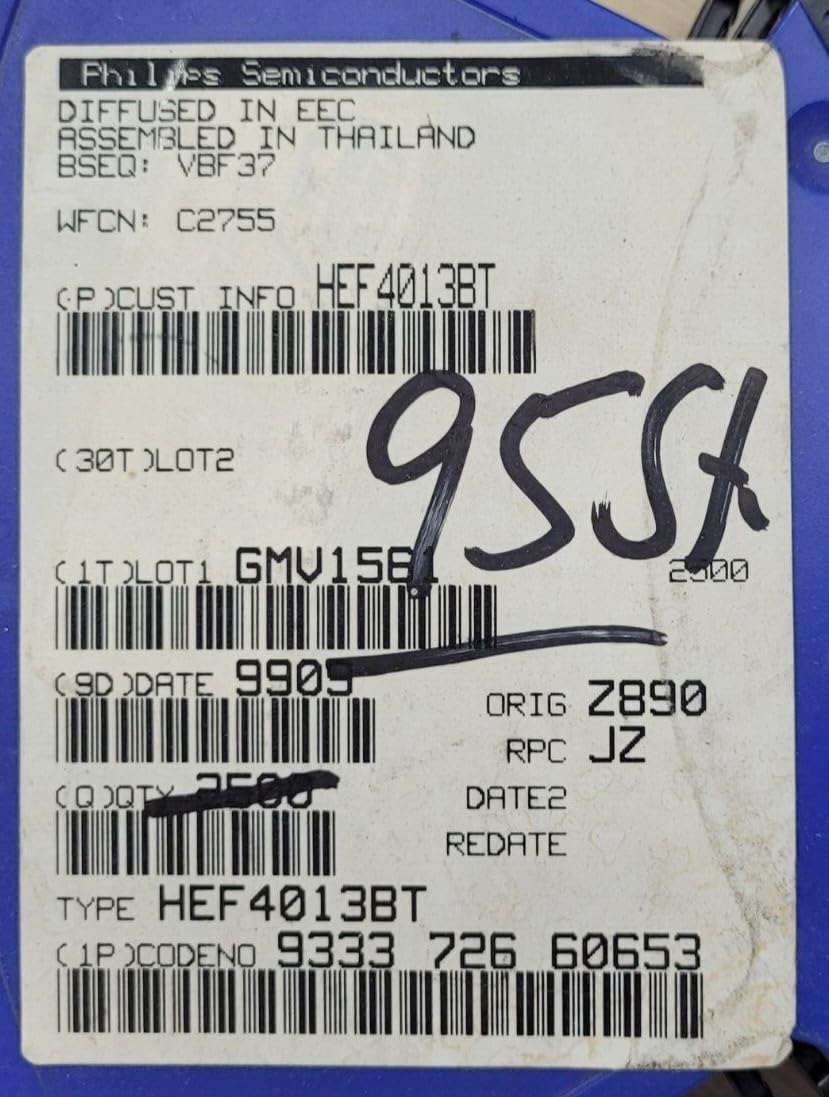 Philips Semiconductors
DIFFUSED IN EEC
ASSEMBLED IN THAILAND
BSEQ: VBF37
WFCN: C2755
(P)CUST INFO HEF4013BT
95St
(30T)LOT2
(1T)LOT1 GMV1581
2500
(9D)DATE 9909
ORIG Z890
RPC JZ
(Q)QTY 2500
DATE2
REDATE
TYPE HEF4013BT
(1P)CODENO 9333 726 60653